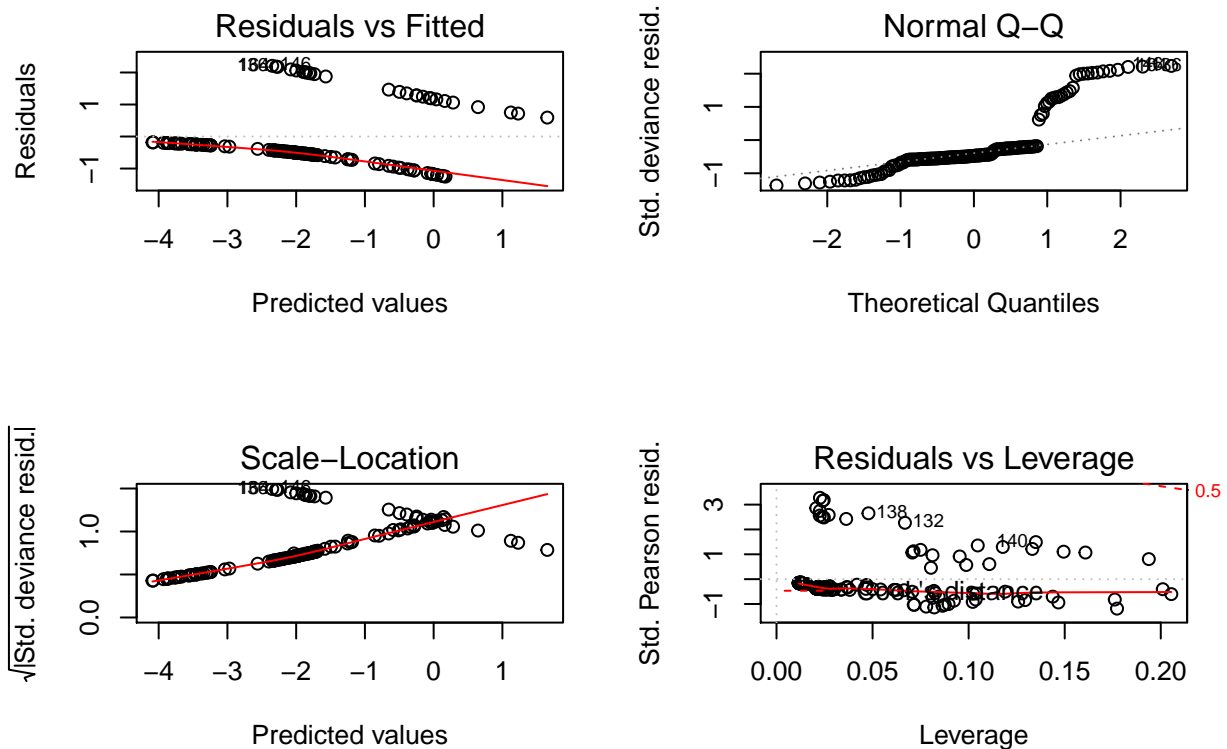 Residuals vs Fitted
Residuals
1
−1
146
−4 −3 −2 −1 0 1
Predicted values
Normal Q−Q
Std. deviance resid.
1
−1
−2 −1 0 1 2
Theoretical Quantiles
Scale−Location
√|Std. deviance resid.|
1.0
0.0
146
−4 −3 −2 −1 0 1
Predicted values
Residuals vs Leverage
Std. Pearson resid.
3
1
−1
138
132
140
0.5
distance
0.00 0.05 0.10 0.15 0.20
Leverage